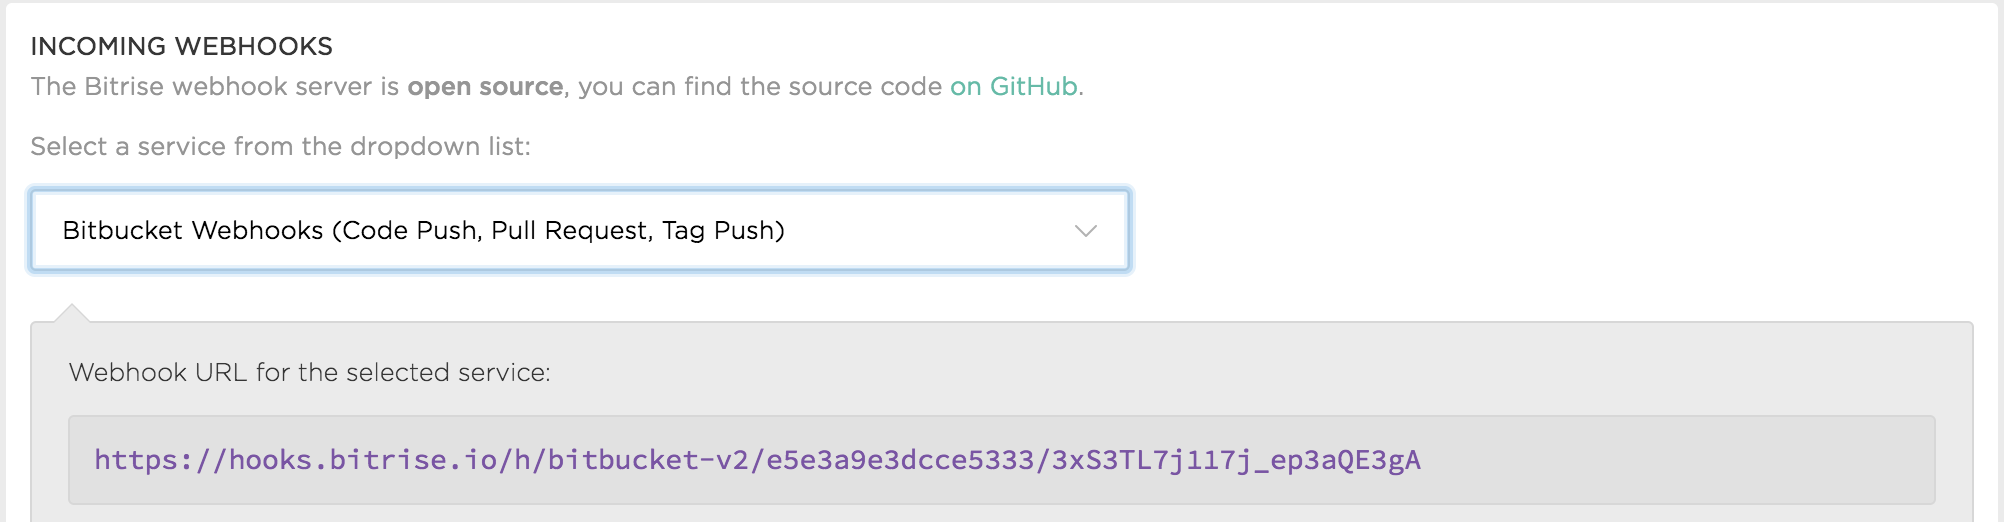 INCOMING WEBHOOKS
The Bitrise webhook server is open source, you can find the source code on GitHub.
Select a service from the dropdown list:
Bitbucket Webhooks (Code Push, Pull Request, Tag Push)
Webhook URL for the selected service:
https://hooks.bitrise.io/h/bitbucket-v2/e5e3a9e3dcce5333/3xS3TL7j117j_ep3aQE3gA